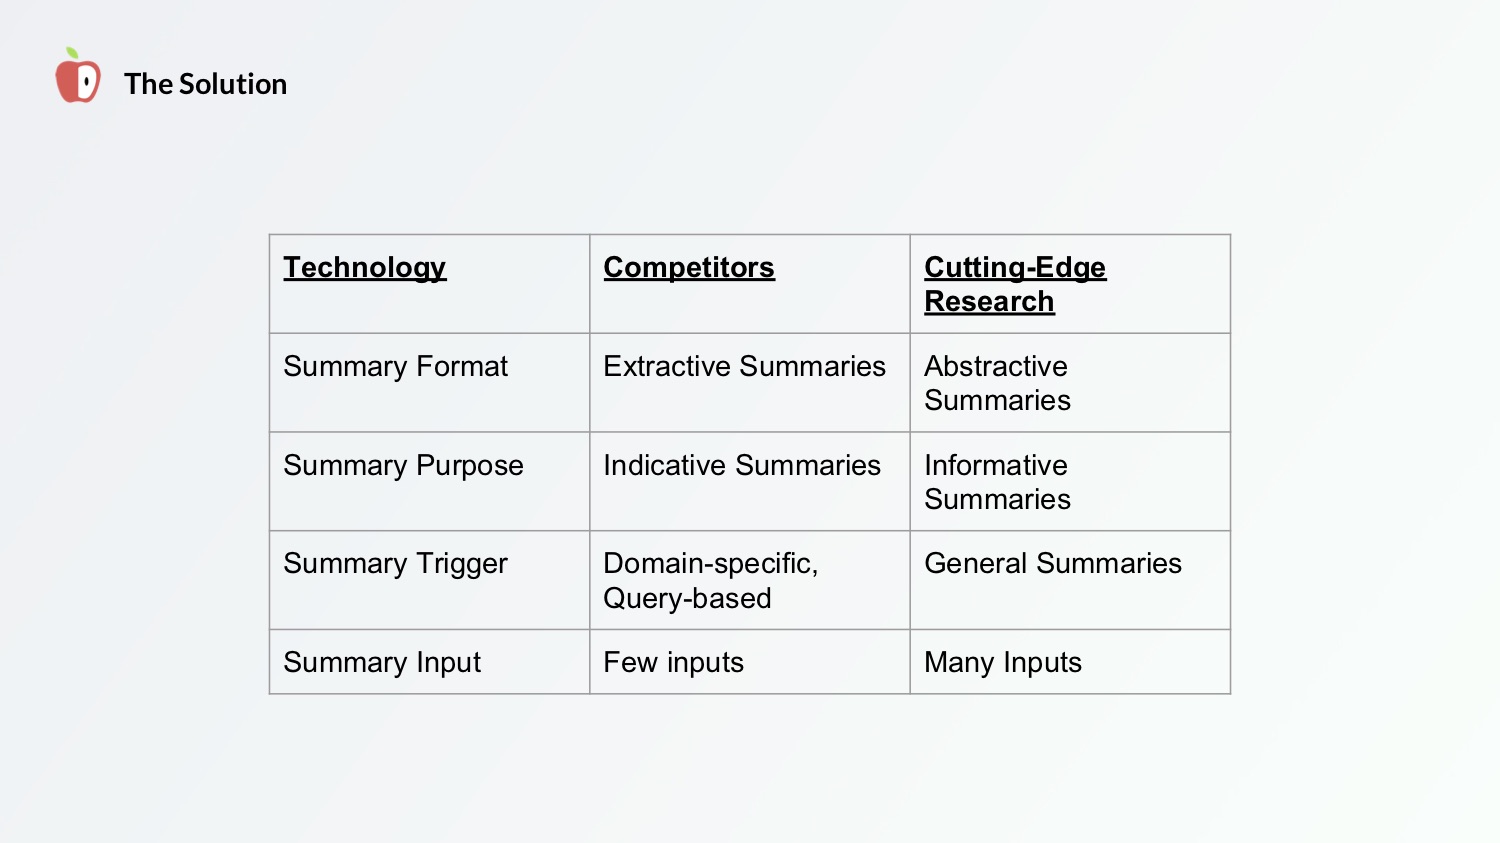 The Solution
Technology
Competitors
Cutting-Edge
Research
Summary Format
Extractive Summaries
Abstractive
Summaries
Summary Purpose
Indicative Summaries
Informative
Summaries
Summary Trigger
Domain-specific,
Query-based
General Summaries
Summary Input
Few inputs
Many Inputs